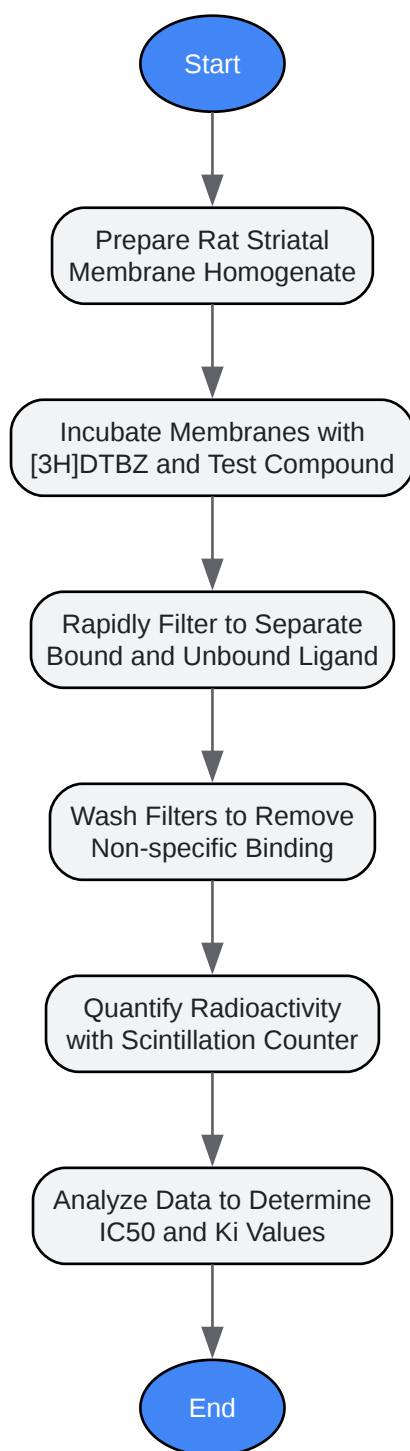 Start
Prepare Rat Striatal
Membrane Homogenate
Incubate Membranes with
[3H]DTBZ and Test Compound
Rapidly Filter to Separate
Bound and Unbound Ligand
Wash Filters to Remove
Non-specific Binding
Quantify Radioactivity
with Scintillation Counter
Analyze Data to Determine
IC50 and Ki Values
End